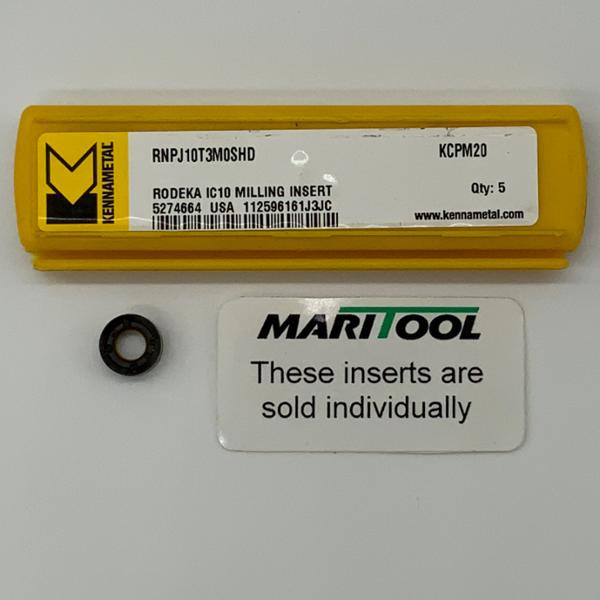 KENNAMETAL
RNPJ10T3M0SHD KCPM20
RODEKA IC10 MILLING INSERT
5274664 USA 112596161J3JC
Qty: 5
www.kennametal.com
MARITOOL
These inserts are
sold individually